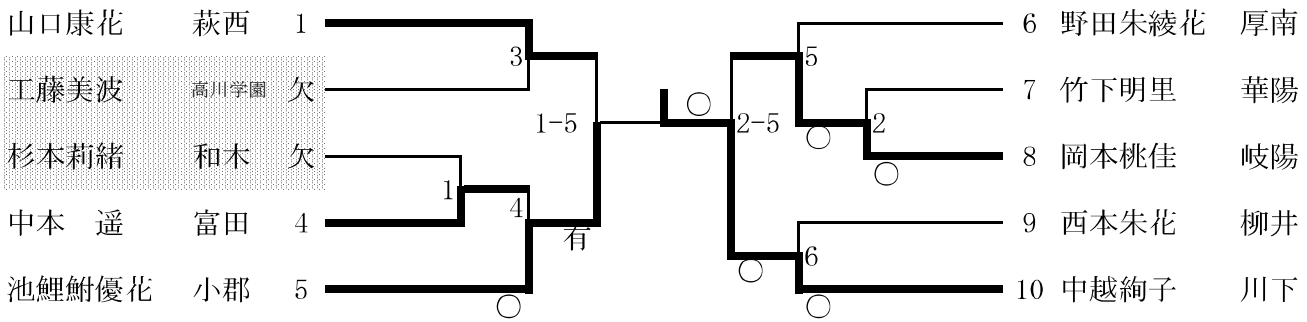 山口康花 萩西 1
3
工藤美波 高川学園 欠
1-5
杉本莉緒 和木 欠
1
4
中本 遥 富田 4
有
池鯉鮒優花 小郡 5
○
6 野田朱綾花 厚南
5
○
7 竹下明里 華陽
2-5
2
○
8 岡本桃佳 岐陽
○
9 西本朱花 柳井
6
○
10 中越絢子 川下
○